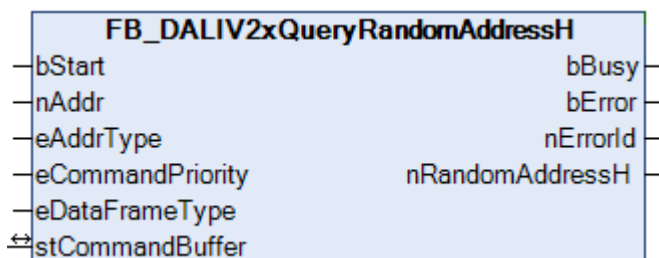 FB_DALIV2xQueryRandomAddressH
bStart bBusy
nAddr bError
eAddrType nErrorId
eCommandPriority nRandomAddressH
eDataFrameType
stCommandBuffer